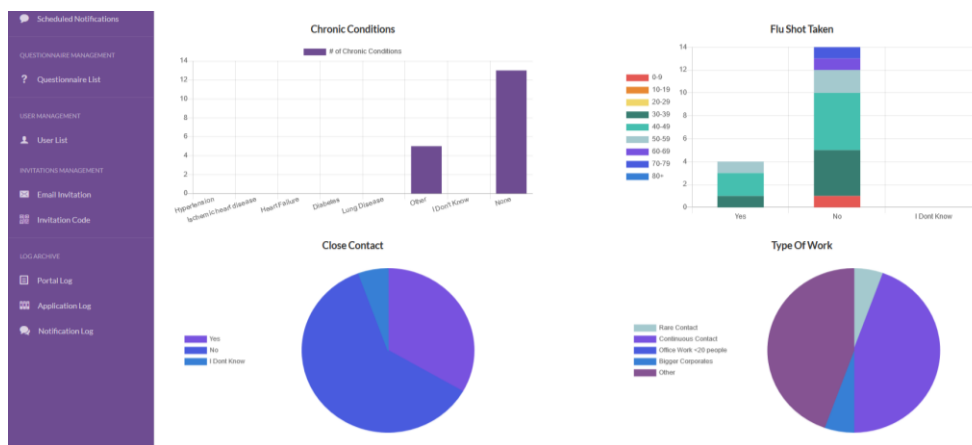 Scheduled Notifications
QUESTIONNAIRE MANAGEMENT
Questionnaire List
USER MANAGEMENT
User List
INVITATIONS MANAGEMENT
Email Invitation
Invitation Code
LOG ARCHIVE
Portal Log
Application Log
Notification Log
Chronic Conditions
# of Chronic Conditions
14
12
10
8
6
4
2
0
Hypertension
Ischemic heart disease
Heart Failure
Diabetes
Lung Disease
Other
I Don't Know
None
Flu Shot Taken
0-9
10-19
20-29
30-39
40-49
50-59
60-69
70-79
80+
14
12
10
8
6
4
2
0
Yes
No
I Dont Know
Close Contact
Yes
No
I Dont Know
Type Of Work
Rare Contact
Continuous Contact
Office Work <20 people
Bigger Corporates
Other